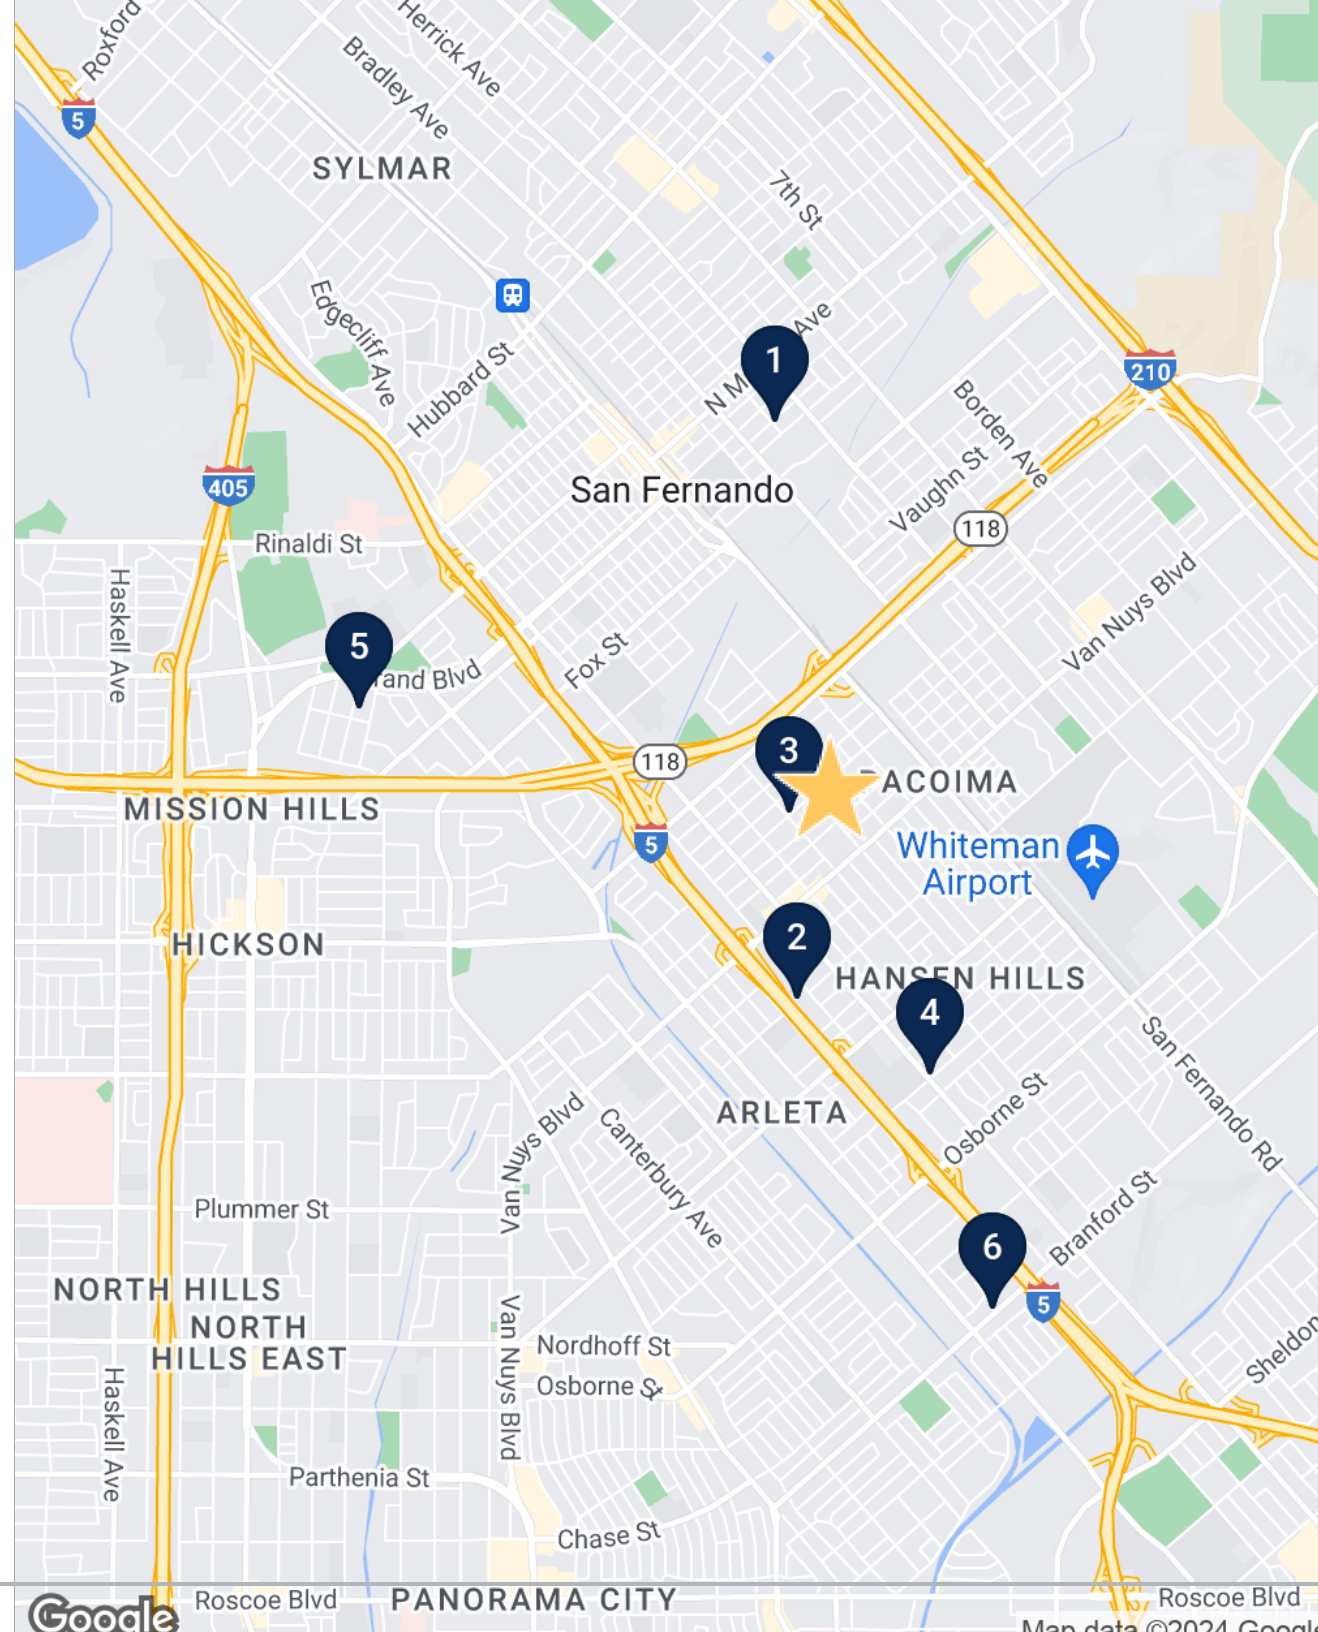 Roxford
Herrick Ave
Bradley Ave
5
SYLMAR
7th St
Edgecliff Ave
Hubbard St
1
N M
Ave
210
Borden Ave
Vaughn St
405
San Fernando
118
Rinaldi St
Haskell Ave
Van Nuys Blvd
5
rand Blvd
Fox St
3
118
ACOIMA
MISSION HILLS
5
Whiteman
Airport
2
HICKSON
HANSEN HILLS
4
San Fernando Rd
Osborne St
ARLETA
Van Nuys Blvd
Canterbury Ave
Branford St
Plummer St
6
NORTH HILLS
5
NORTH
HILLS EAST
Van Nuys Blvd
Nordhoff St
Sheldon
Osborne St
Haskell Ave
Parthenia St
Chase St
Roscoe Blvd
PANORAMA CITY
Roscoe Blvd
Google
Map data ©2024 Google